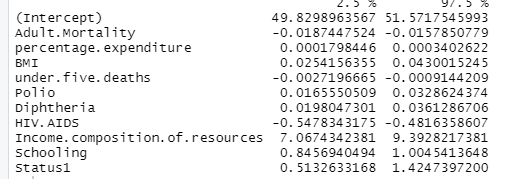 2.5 % 97.5 %
(Intercept) 49.8298963567 51.5717545993
Adult.Mortality -0.0187447524 -0.0157850779
percentage.expenditure 0.0001798446 0.0003402622
BMI 0.0254156355 0.0430015245
under.five.deaths -0.0027196665 -0.0009144209
Polio 0.0165550509 0.0328624374
Diphtheria 0.0198047301 0.0361286706
HIV.AIDS -0.5478343175 -0.4816358607
Income.composition.of.resources 7.0674342381 9.3928217381
Schooling 0.8456940494 1.0045413648
Status1 0.5132633168 1.4247397200